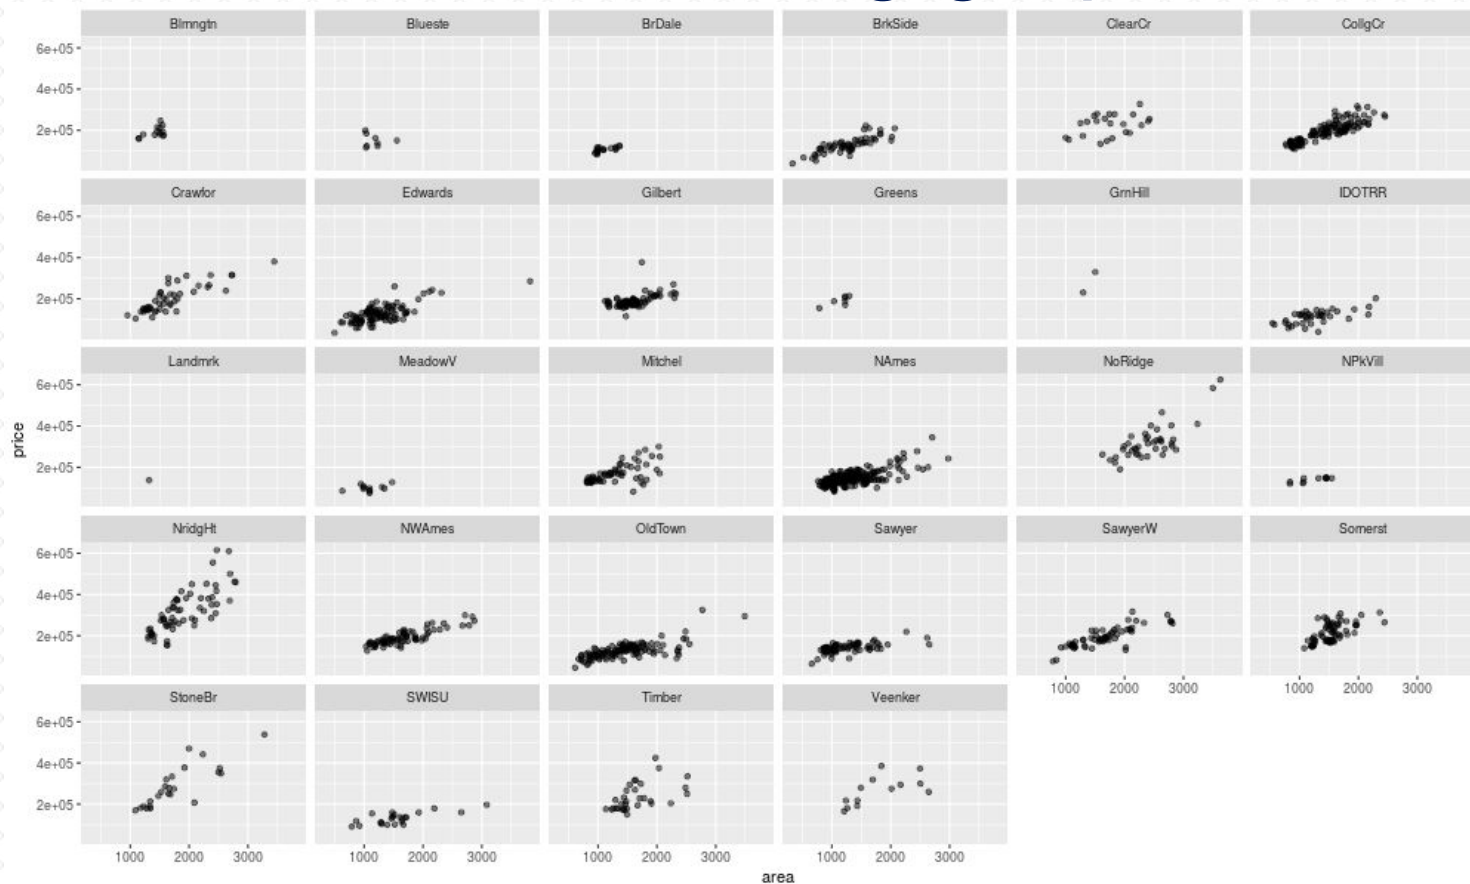 Blmngtn Blueste BrDale BrkSide ClearCr CollgCr
6e+05
4e+05
2e+05
Crawfor Edwards Gilbert Greens GrnHill IDOTRR
6e+05
4e+05
2e+05
Landmrk MeadowV Mitchel NAmes NoRidge NPkVill
6e+05
4e+05
2e+05
price
NridgHt NWAmes OldTown Sawyer SawyerW Somerst
6e+05
4e+05
2e+05
1000 2000 3000 1000 2000 3000
StoneBr SWISU Timber Veenker
6e+05
4e+05
2e+05
1000 2000 3000 1000 2000 3000 1000 2000 3000 1000 2000 3000
area